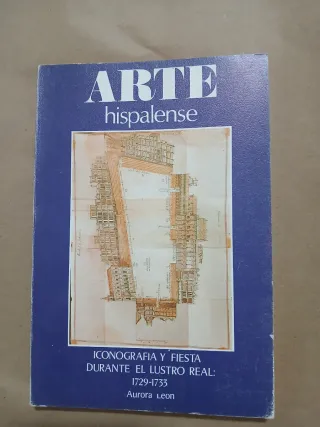 ARTE
hispalense
ICONOGRAFIA Y FIESTA
DURANTE EL LUSTRO REAL:
1729-1733
Aurora León